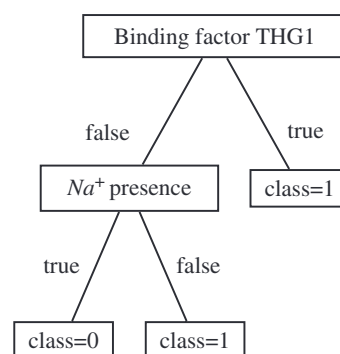 Binding factor THG1
false
true
Na⁺ presence
class=1
true
false
class=0
class=1